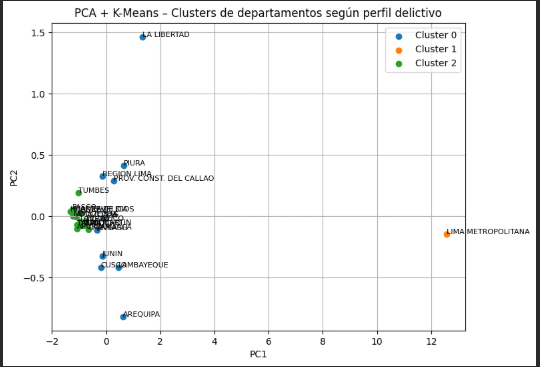 PCA + K-Means – Clusters de departamentos según perfil delictivo
LA LIBERTAD
Cluster 0
Cluster 1
Cluster 2
1.5
1.0
0.5
0.0
−0.5
PC2
PIURA
REGION LIMA
PROV. CONST. DEL CALLAO
TUMBES
LIMA METROPOLITANA
JUNIN
CUSCO
LAMBAYEQUE
AREQUIPA
−2
0
2
4
6
8
10
12
PC1